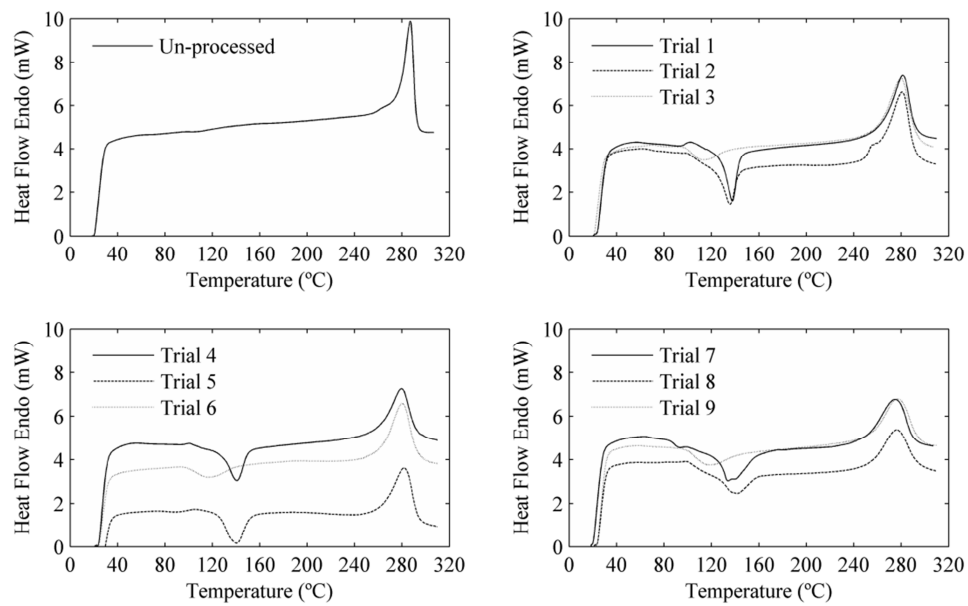 Heat Flow Endo (mW)
10
8
6
4
2
0
Un-processed
0 40 80 120 160 200 240 280 320
Temperature (ºC)
Heat Flow Endo (mW)
10
8
6
4
2
0
Trial 1
Trial 2
Trial 3
0 40 80 120 160 200 240 280 320
Temperature (ºC)
Heat Flow Endo (mW)
10
8
6
4
2
0
Trial 4
Trial 5
Trial 6
0 40 80 120 160 200 240 280 320
Temperature (ºC)
Heat Flow Endo (mW)
10
8
6
4
2
0
Trial 7
Trial 8
Trial 9
0 40 80 120 160 200 240 280 320
Temperature (ºC)